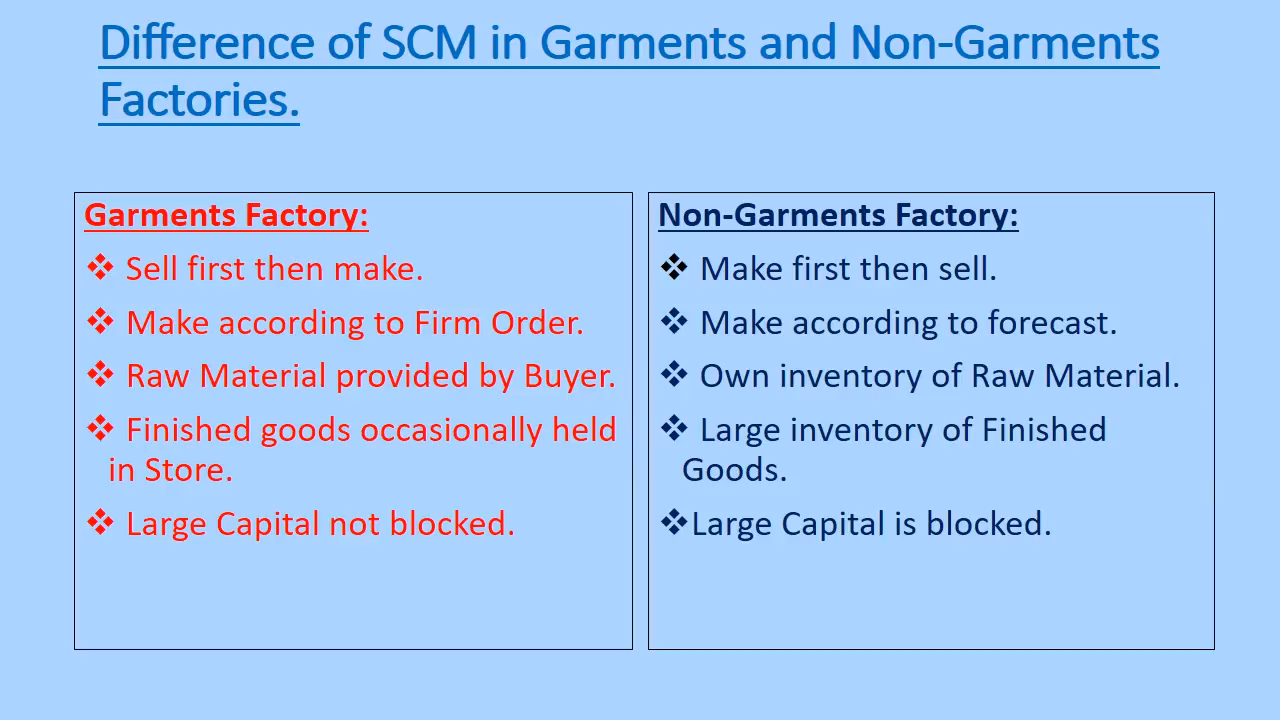 Difference of SCM in Garments and Non-Garments
Factories.
Garments Factory:
❖ Sell first then make.
❖ Make according to Firm Order.
❖ Raw Material provided by Buyer.
❖ Finished goods occasionally held
in Store.
❖ Large Capital not blocked.
Non-Garments Factory:
❖ Make first then sell.
❖ Make according to forecast.
❖ Own inventory of Raw Material.
❖ Large inventory of Finished
Goods.
❖Large Capital is blocked.